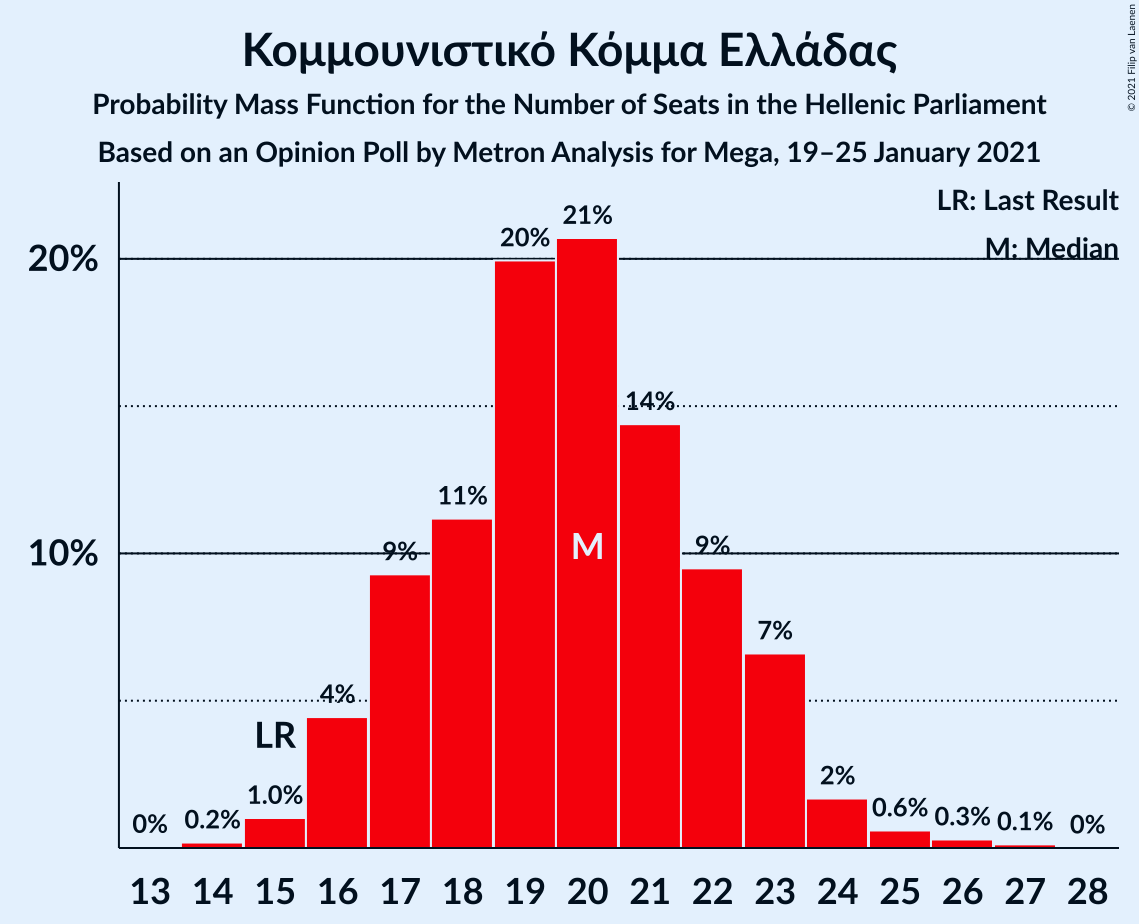 Κομμουνιστικό Κόμμα Ελλάδας
Probability Mass Function for the Number of Seats in the Hellenic Parliament
Based on an Opinion Poll by Metron Analysis for Mega, 19–25 January 2021
© 2021 Filip van Laenen
LR: Last Result
M: Median
20%
10%
0%
0.2%
1.0%
LR
4%
9%
11%
20%
21%
M
14%
9%
7%
2%
0.6%
0.3%
0.1%
0%
13 14 15 16 17 18 19 20 21 22 23 24 25 26 27 28